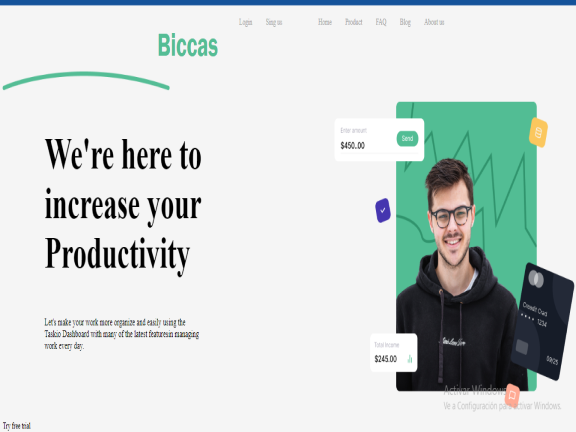 Login Sing us Home Product FAQ Blog About us
Biccas
We're here to
increase your
Productivity
Let's make your work more organize and easily using the
Taskio Dashboard with many of the latest featuresin managing
work every day.
Try free trial
Enter amount
$450.00
Send
Total Income
$245.00
Creadit Cad
•••• 1234
09/25
Activar Windows
Ve a Configuración para activar Windows.